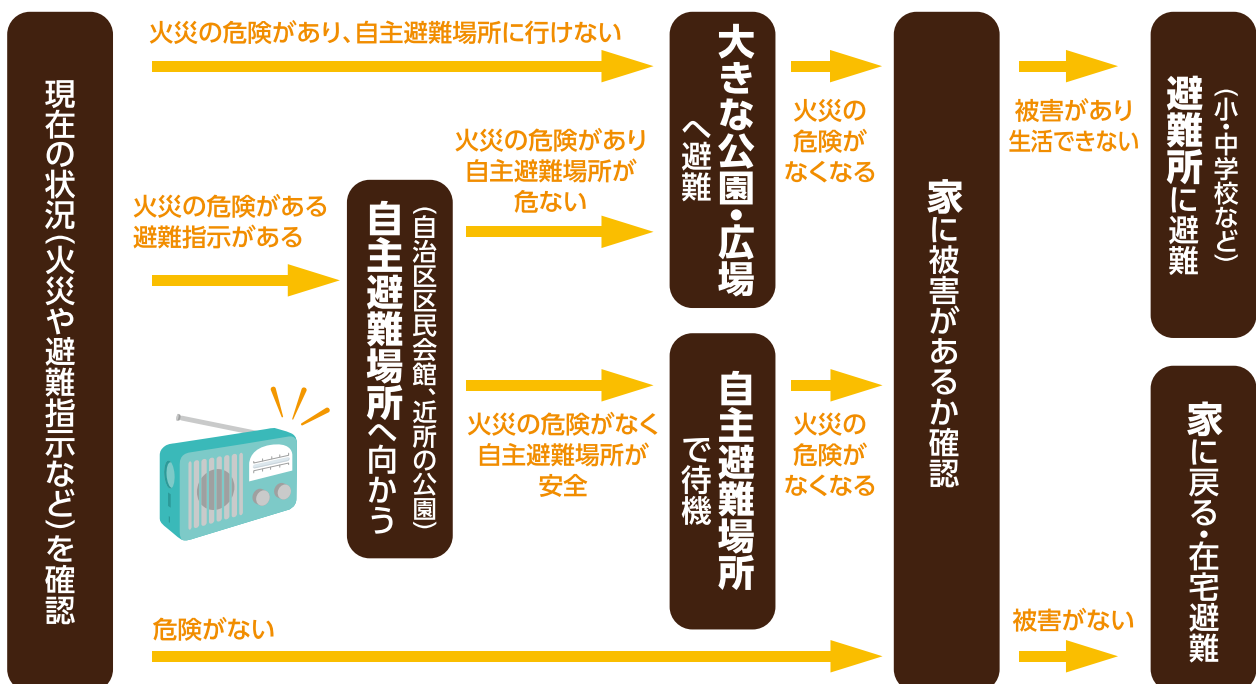 現在の状況(火災や避難指示など)を確認
火災の危険があり、自主避難場所に行けない
火災の危険がある
避難指示がある
自主避難場所へ向かう
(自治区区民会館、近所の公園)
火災の危険があり
自主避難場所が
危ない
火災の危険がなく
自主避難場所が
安全
危険がない
大きな公園・広場
へ避難
自主避難場所
で待機
火災の
危険が
なくなる
火災の
危険が
なくなる
家に被害があるか確認
被害があり
生活できない
被害がない
(小・中学校など)
避難所に避難
家に戻る・在宅避難